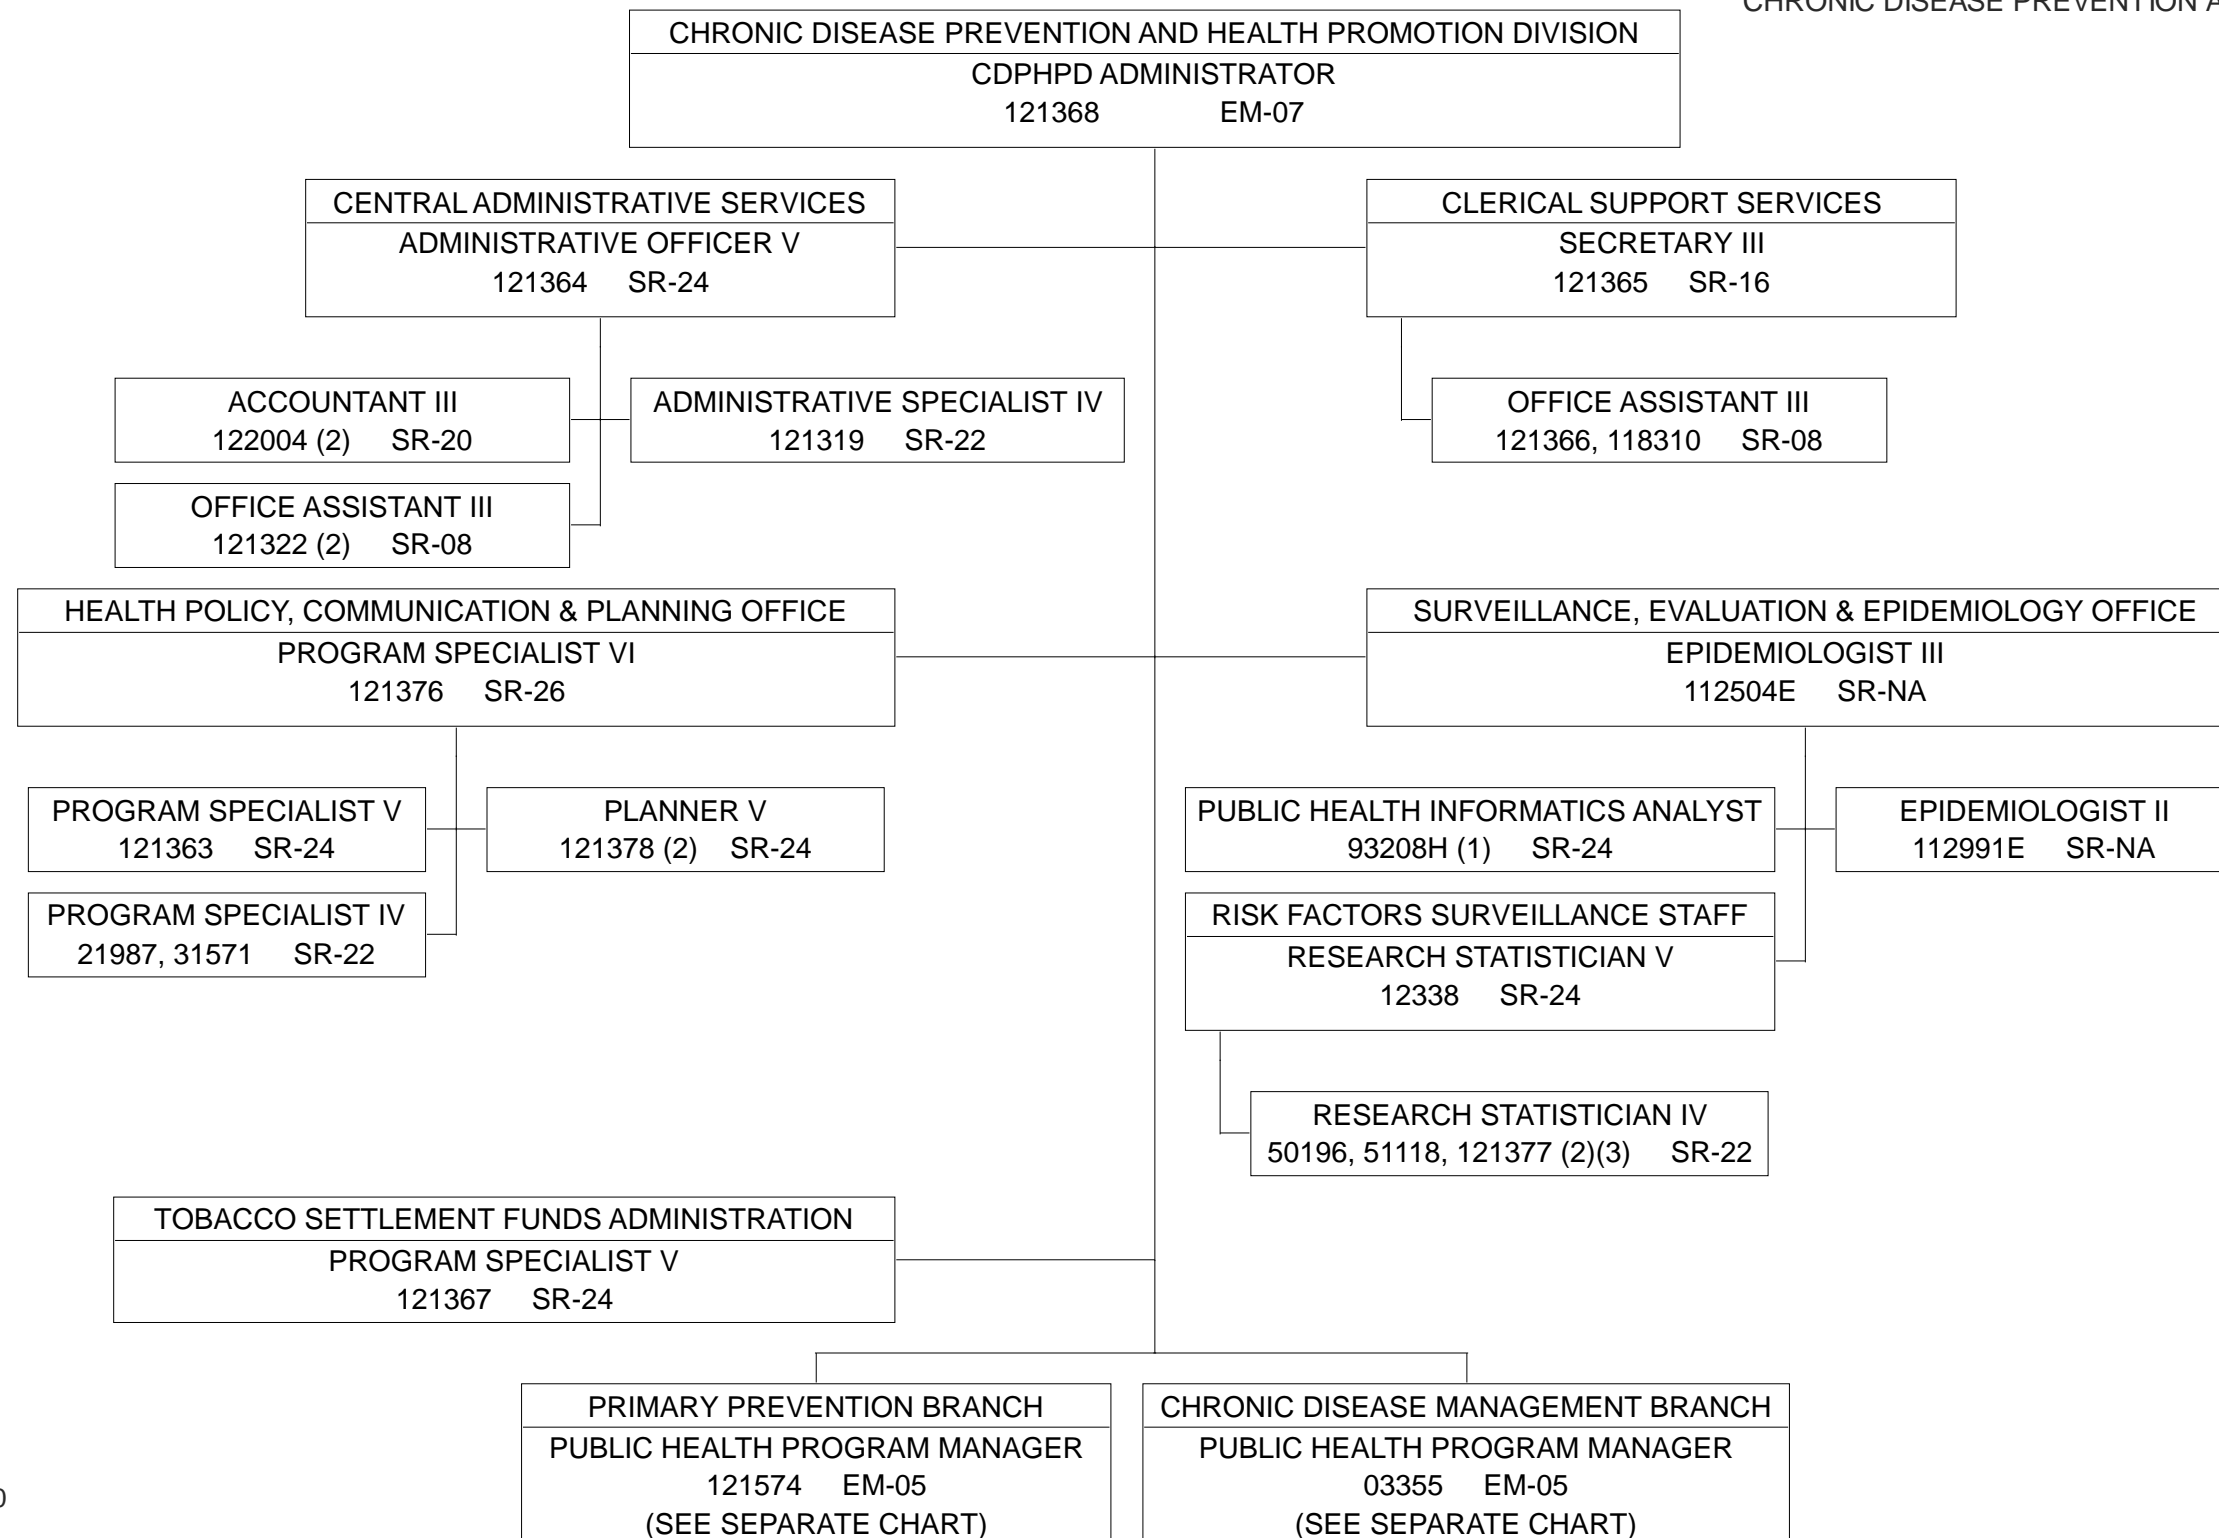 CHRONIC DISEASE PREVENTION A
CHRONIC DISEASE PREVENTION AND HEALTH PROMOTION DIVISION
CDPHPD ADMINISTRATOR
121368 EM-07
CENTRAL ADMINISTRATIVE SERVICES
ADMINISTRATIVE OFFICER V
121364 SR-24
CLERICAL SUPPORT SERVICES
SECRETARY III
121365 SR-16
ACCOUNTANT III
122004 (2) SR-20
ADMINISTRATIVE SPECIALIST IV
121319 SR-22
OFFICE ASSISTANT III
121366, 118310 SR-08
OFFICE ASSISTANT III
121322 (2) SR-08
HEALTH POLICY, COMMUNICATION & PLANNING OFFICE
PROGRAM SPECIALIST VI
121376 SR-26
SURVEILLANCE, EVALUATION & EPIDEMIOLOGY OFFICE
EPIDEMIOLOGIST III
112504E SR-NA
PROGRAM SPECIALIST V
121363 SR-24
PLANNER V
121378 (2) SR-24
PUBLIC HEALTH INFORMATICS ANALYST
93208H (1) SR-24
EPIDEMIOLOGIST II
112991E SR-NA
PROGRAM SPECIALIST IV
21987, 31571 SR-22
RISK FACTORS SURVEILLANCE STAFF
RESEARCH STATISTICIAN V
12338 SR-24
RESEARCH STATISTICIAN IV
50196, 51118, 121377 (2)(3) SR-22
TOBACCO SETTLEMENT FUNDS ADMINISTRATION
PROGRAM SPECIALIST V
121367 SR-24
PRIMARY PREVENTION BRANCH
PUBLIC HEALTH PROGRAM MANAGER
121574 EM-05
(SEE SEPARATE CHART)
CHRONIC DISEASE MANAGEMENT BRANCH
PUBLIC HEALTH PROGRAM MANAGER
03355 EM-05
(SEE SEPARATE CHART)